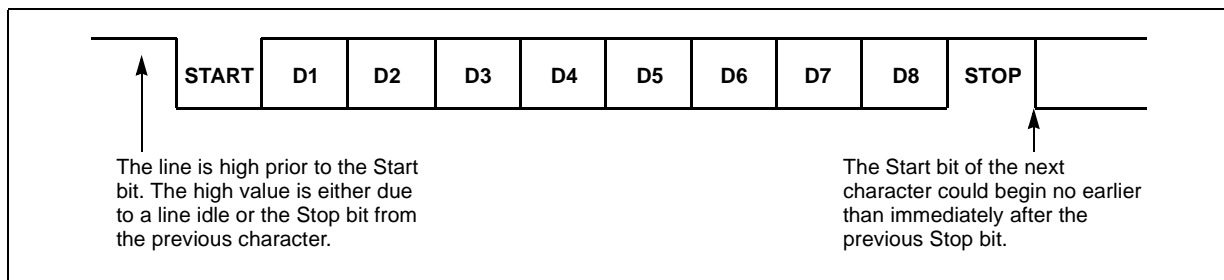 START D1 D2 D3 D4 D5 D6 D7 D8 STOP
The line is high prior to the Start
bit. The high value is either due
to a line idle or the Stop bit from
the previous character.
The Start bit of the next
character could begin no earlier
than immediately after the
previous Stop bit.